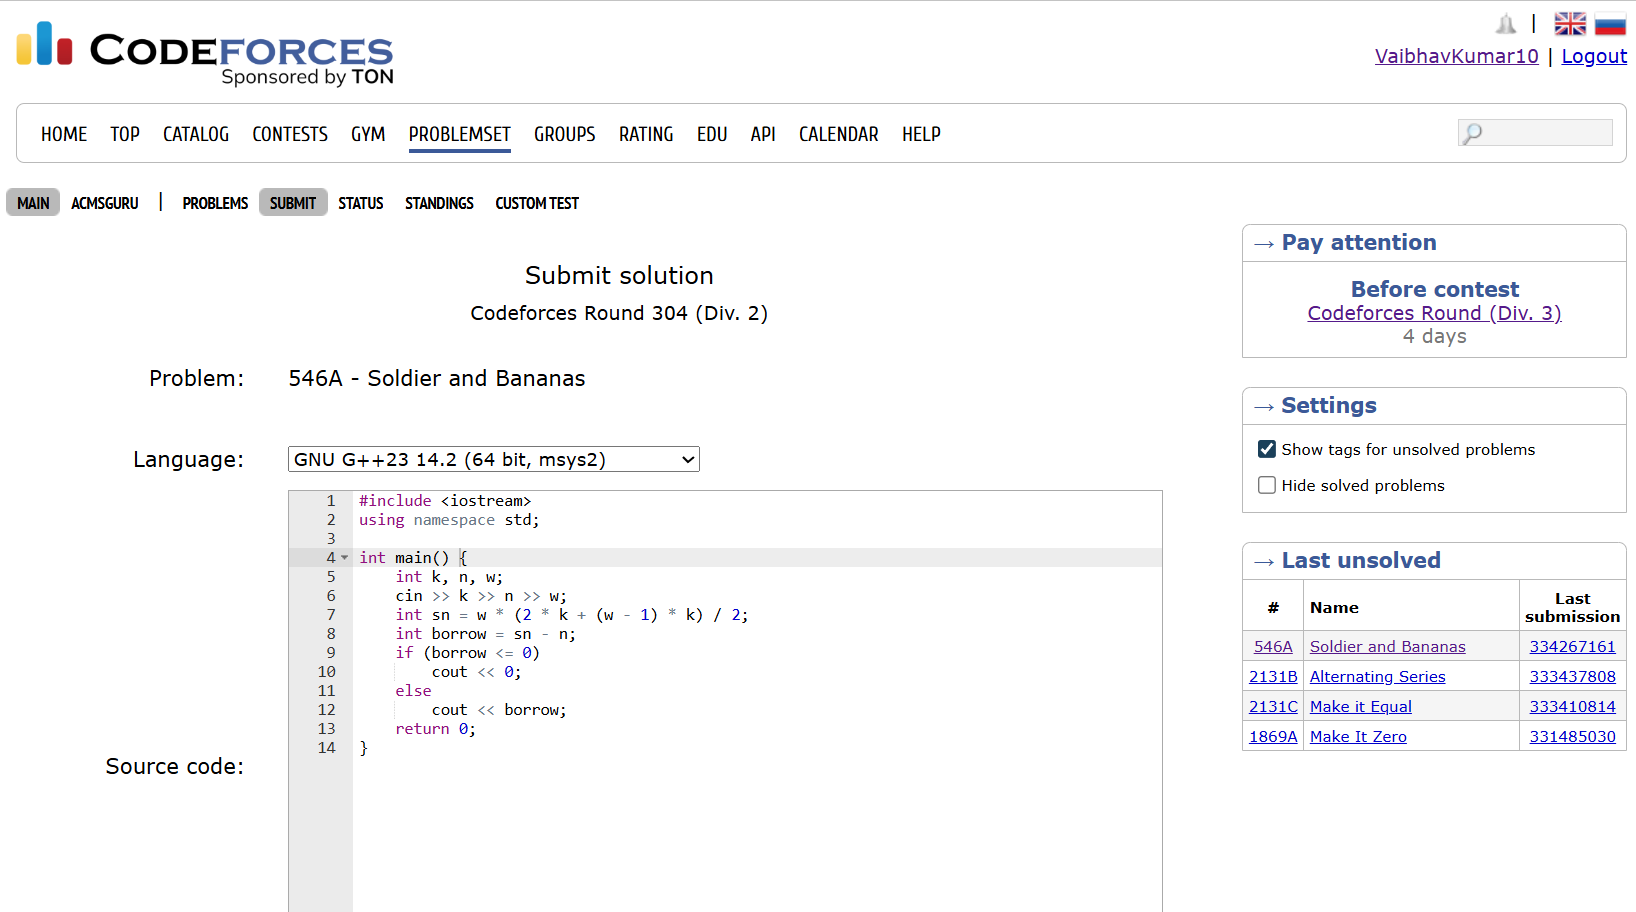 CODEFORCES
Sponsored by TON
|
VaibhavKumar10 | Logout
HOME TOP CATALOG CONTESTS GYM PROBLEMSET GROUPS RATING EDU API CALENDAR HELP
MAIN ACMSGURU | PROBLEMS SUBMIT STATUS STANDINGS CUSTOM TEST
Submit solution
Codeforces Round 304 (Div. 2)
Problem: 546A - Soldier and Bananas
Language: GNU G++23 14.2 (64 bit, msys2)
Source code:
1 #include <iostream>
2 using namespace std;
3
4 int main() {
5     int k, n, w;
6     cin >> k >> n >> w;
7     int sn = w * (2 * k + (w - 1) * k) / 2;
8     int borrow = sn - n;
9     if (borrow <= 0)
10         cout << 0;
11     else
12         cout << borrow;
13     return 0;
14 }
→ Pay attention
Before contest
Codeforces Round (Div. 3)
4 days
→ Settings
Show tags for unsolved problems
Hide solved problems
→ Last unsolved
# Name Last submission
546A Soldier and Bananas 334267161
2131B Alternating Series 333437808
2131C Make it Equal 333410814
1869A Make It Zero 331485030